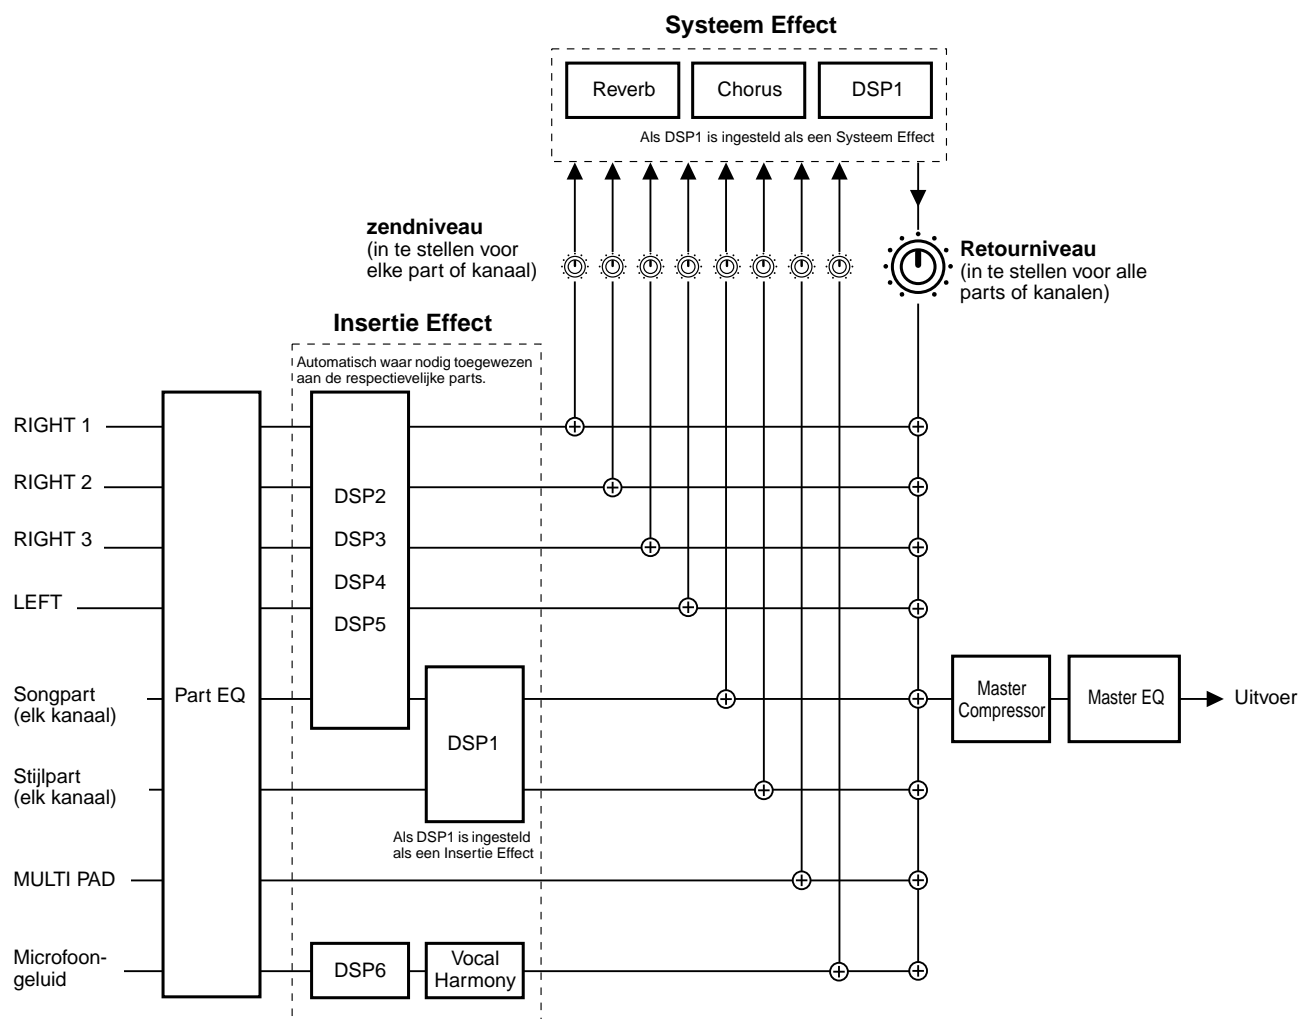 Systeem Effect
Reverb
Chorus
DSP1
Als DSP1 is ingesteld als een Systeem Effect
zendniveau
(in te stellen voor
elke part of kanaal)
Retourniveau
(in te stellen voor alle
parts of kanalen)
Insertie Effect
Automatisch waar nodig toegewezen
aan de respectievelijke parts.
RIGHT 1
RIGHT 2
RIGHT 3
LEFT
Songpart
(elk kanaal)
Stijlpart
(elk kanaal)
MULTI PAD
Microfoon-
geluid
Part EQ
DSP2
DSP3
DSP4
DSP5
DSP1
Als DSP1 is ingesteld
als een Insertie Effect
DSP6
Vocal
Harmony
Master
Compressor
Master EQ
Uitvoer